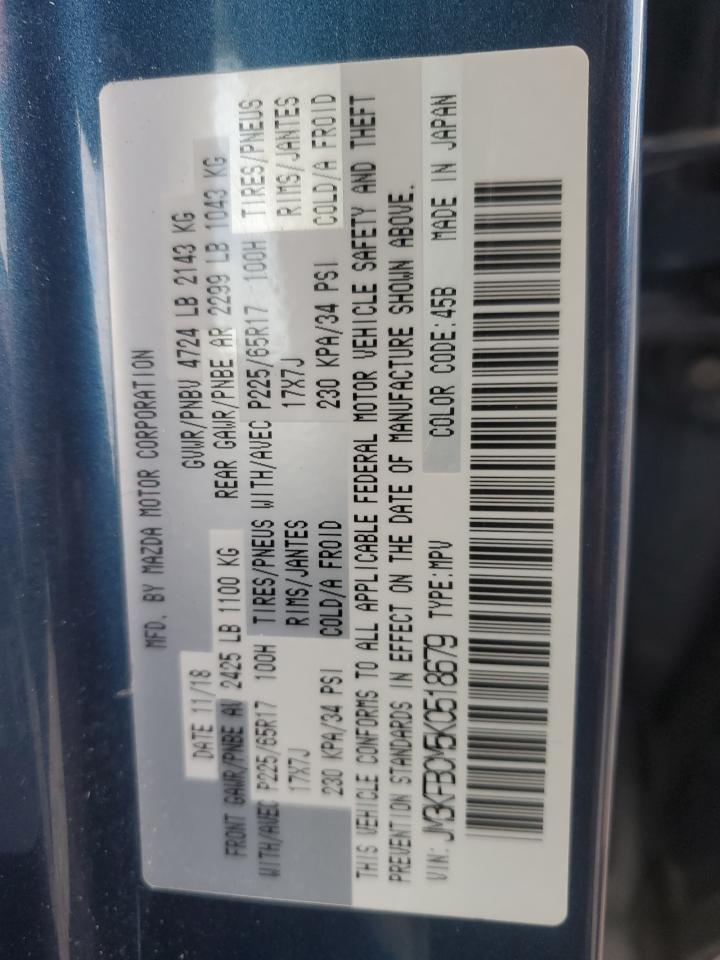 MFD. BY MAZDA MOTOR CORPORATION
DATE 11/18 GVWR/PNBV 4724 LB 2143 KG
FRONT GAWR/PNBE AV 2425 LB 1100 KG REAR GAWR/PNBE AR 2299 LB 1043 KG
WITH/AVEC P225/65R17 100H TIRES/PNEUS WITH/AVEC P225/65R17 100H TIRES/PNEUS
17X7J RIMS/JANTES 17X7J RIMS/JANTES
230 KPA/34 PSI COLD/A FROID 230 KPA/34 PSI COLD/A FROID
THIS VEHICLE CONFORMS TO ALL APPLICABLE FEDERAL MOTOR VEHICLE SAFETY AND THEFT
PREVENTION STANDARDS IN EFFECT ON THE DATE OF MANUFACTURE SHOWN ABOVE.
VIN: JM3KFBCM5K0518679 TYPE:MPV COLOR CODE:45B MADE IN JAPAN